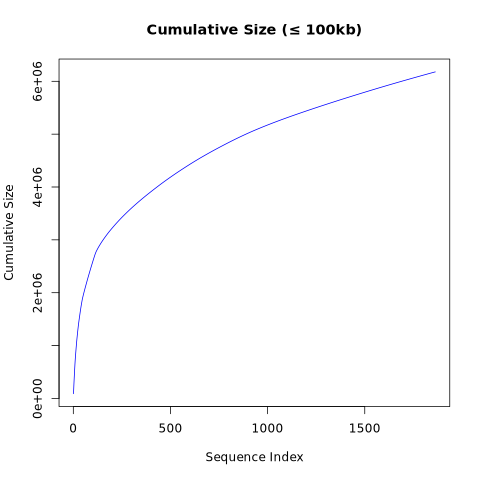 Cumulative Size (≤ 100kb)
6e+06
4e+06
2e+06
0e+00
Cumulative Size
0 500 1000 1500
Sequence Index